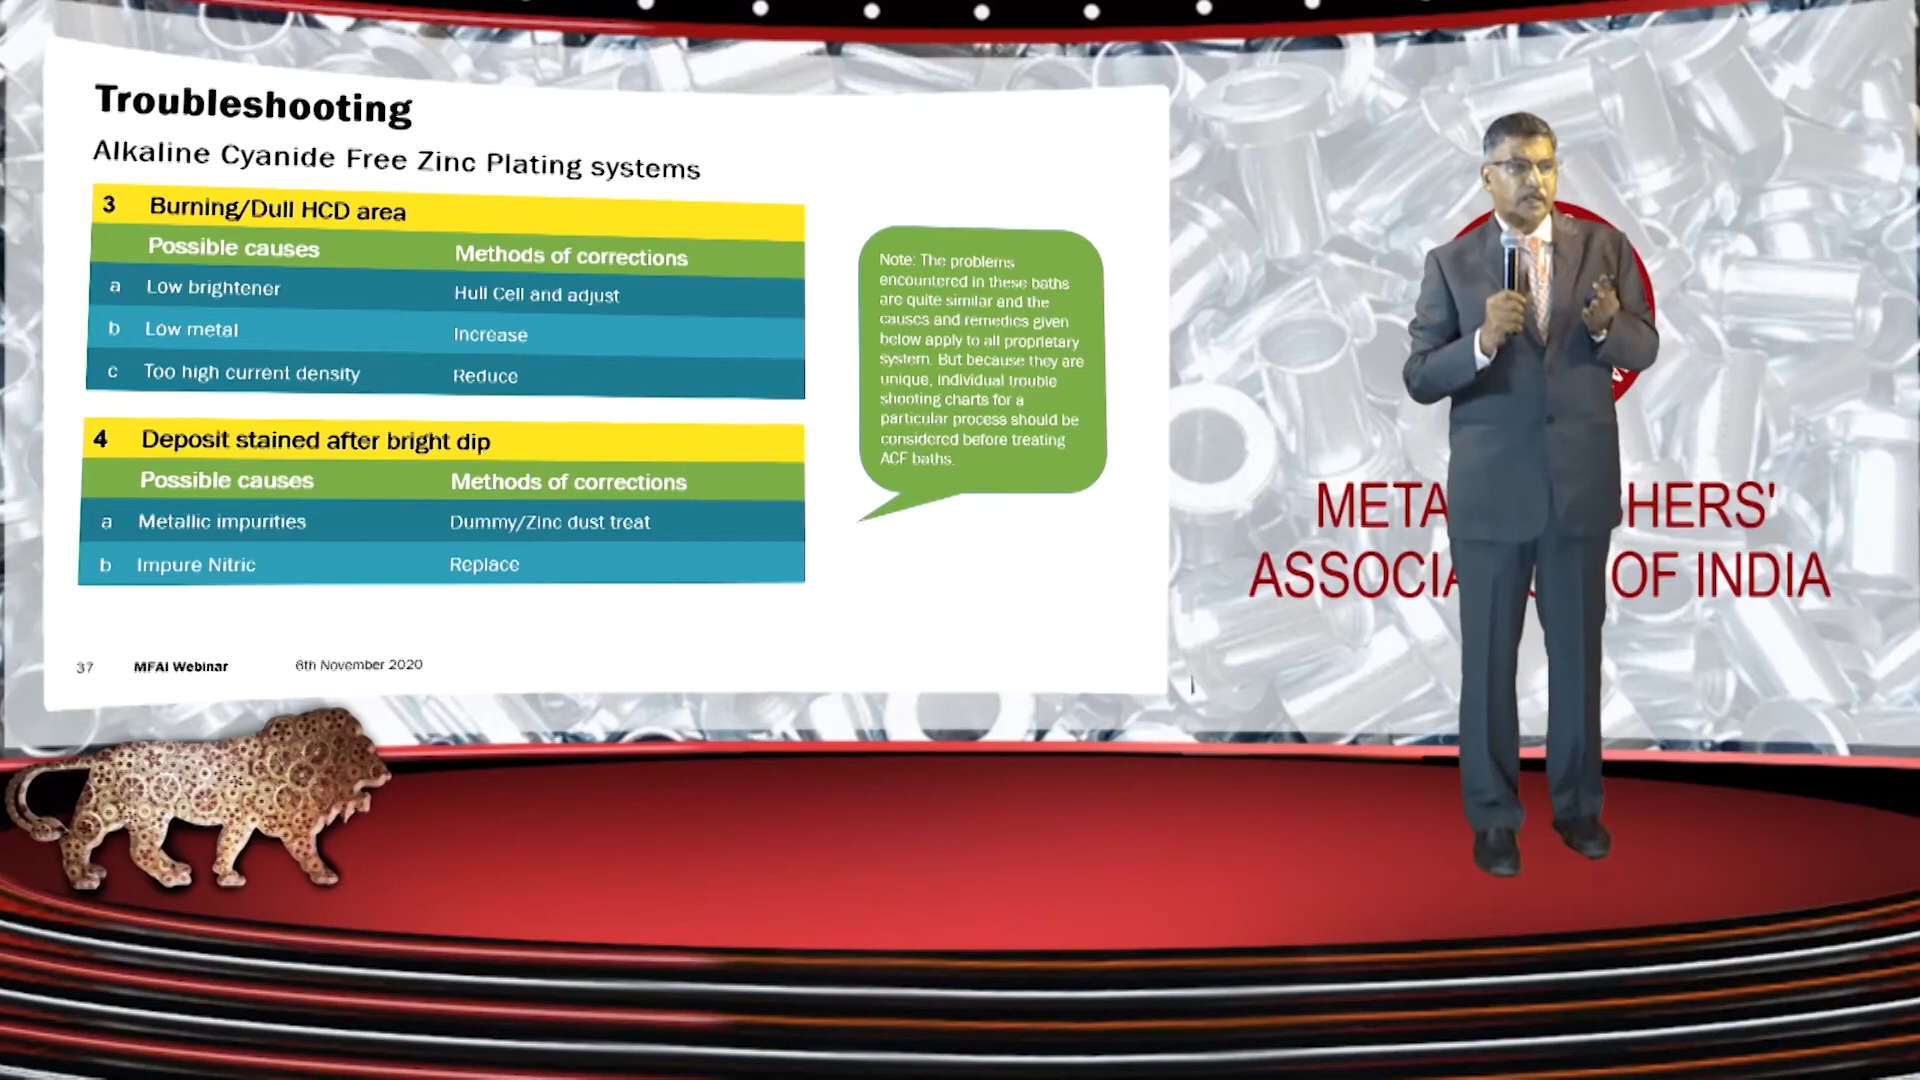 Troubleshooting
Alkaline Cyanide Free Zinc Plating systems
3 Burning/Dull HCD area
Possible causes Methods of corrections
a Low brightener Hull Cell and adjust
b Low metal Increase
c Too high current density Reduce
4 Deposit stained after bright dip
Possible causes Methods of corrections
a Metallic impurities Dummy/Zinc dust treat
b Impure Nitric Replace
Note: The problems
encountered in these baths
are quite similar and the
causes and remedies given
below apply to all proprietary
system. But because they are
unique, individual trouble
shooting charts for a
particular process should be
considered before treating
ACF baths.
37 MFAI Webinar 6th November 2020
META HERS'
ASSOCIA OF INDIA